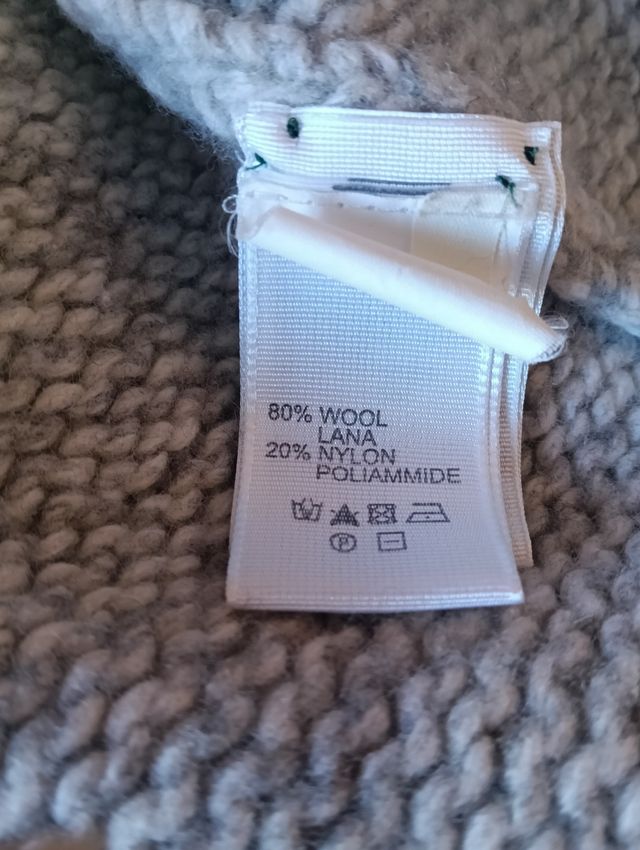 80% WOOL
LANA
20% NYLON
POLIAMMIDE
P